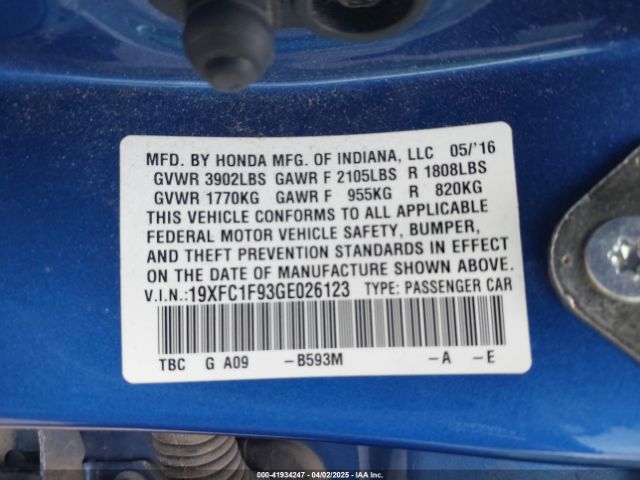 MFD. BY HONDA MFG. OF INDIANA, LLC 05/'16
GVWR 3902LBS GAWR F 2105LBS R 1808LBS
GVWR 1770KG GAWR F 955KG R 820KG
THIS VEHICLE CONFORMS TO ALL APPLICABLE
FEDERAL MOTOR VEHICLE SAFETY, BUMPER,
AND THEFT PREVENTION STANDARDS IN EFFECT
ON THE DATE OF MANUFACTURE SHOWN ABOVE.
V.I.N.:19XFC1F93GE026123 TYPE: PASSENGER CAR
TBC G A09 -B593M -A -E
000-41934247 - 04/02/2025 - IAAI.com